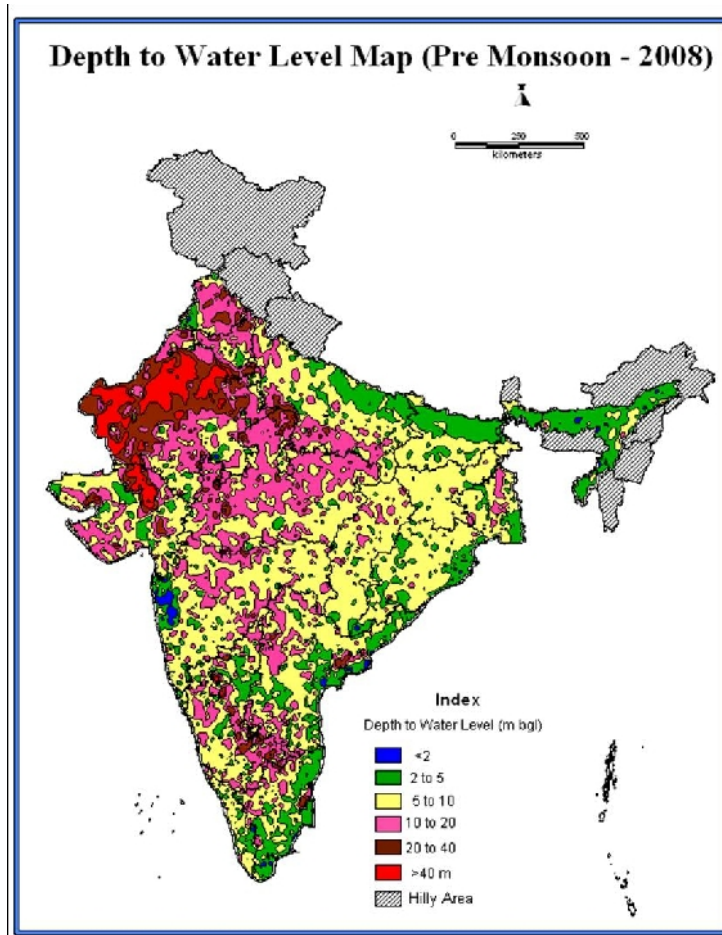 Depth to Water Level Map (Pre Monsoon - 2008)
0 250 500
kilometers
Index
Depth to Water Level (m bgl)
<2
2 to 5
5 to 10
10 to 20
20 to 40
>40 m
Hilly Area